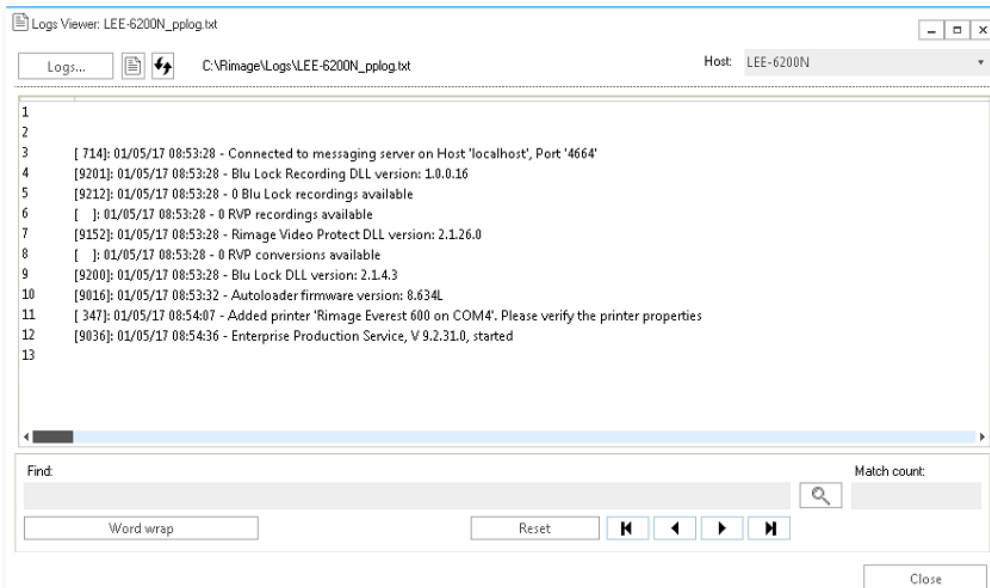 Logs Viewer: LEE-6200N_pplog.txt
Logs... C:\Rimage\Logs\LEE-6200N_pplog.txt Host: LEE-6200N
1
2
3 [ 714]: 01/05/17 08:53:28 - Connected to messaging server on Host 'localhost', Port '4664'
4 [9201]: 01/05/17 08:53:28 - Blu Lock Recording DLL version: 1.0.0.16
5 [9212]: 01/05/17 08:53:28 - 0 Blu Lock recordings available
6 [ ]: 01/05/17 08:53:28 - 0 RVP recordings available
7 [9152]: 01/05/17 08:53:28 - Rimage Video Protect DLL version: 2.1.26.0
8 [ ]: 01/05/17 08:53:28 - 0 RVP conversions available
9 [9200]: 01/05/17 08:53:28 - Blu Lock DLL version: 2.1.4.3
10 [9016]: 01/05/17 08:53:32 - Autoloader firmware version: 8.634L
11 [ 347]: 01/05/17 08:54:07 - Added printer 'Rimage Everest 600 on COM4'. Please verify the printer properties
12 [9036]: 01/05/17 08:54:36 - Enterprise Production Service, V 9.2.31.0, started
13
Find: Match count:
Word wrap Reset
Close